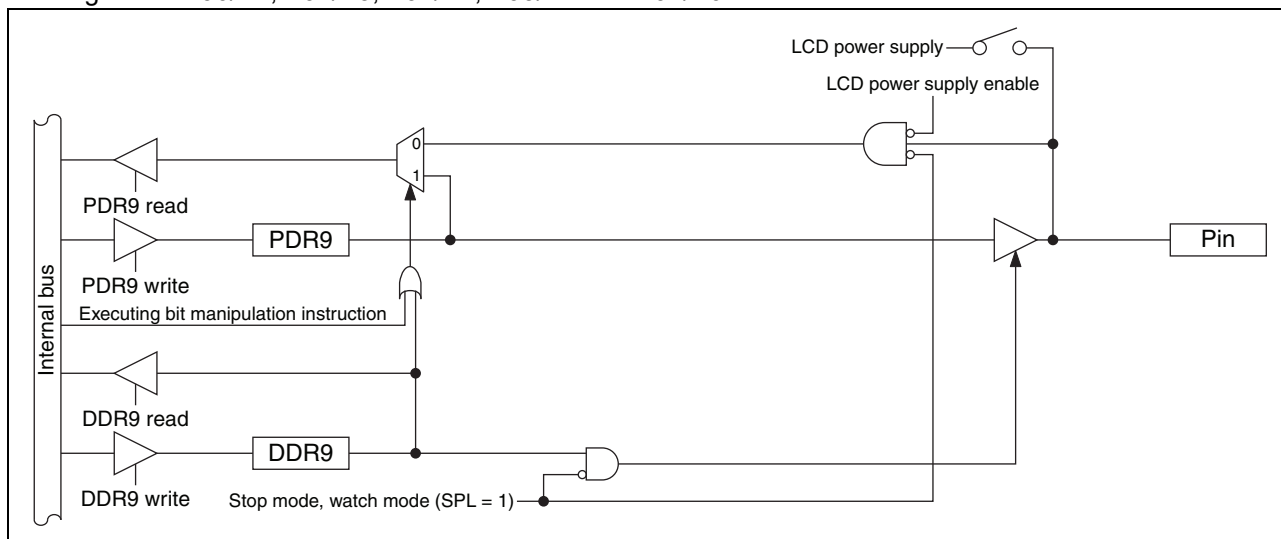 LCD power supply
LCD power supply enable
0
1
PDR9 read
PDR9
Pin
PDR9 write
Internal bus
Executing bit manipulation instruction
DDR9 read
DDR9
Stop mode, watch mode (SPL = 1)
DDR9 write